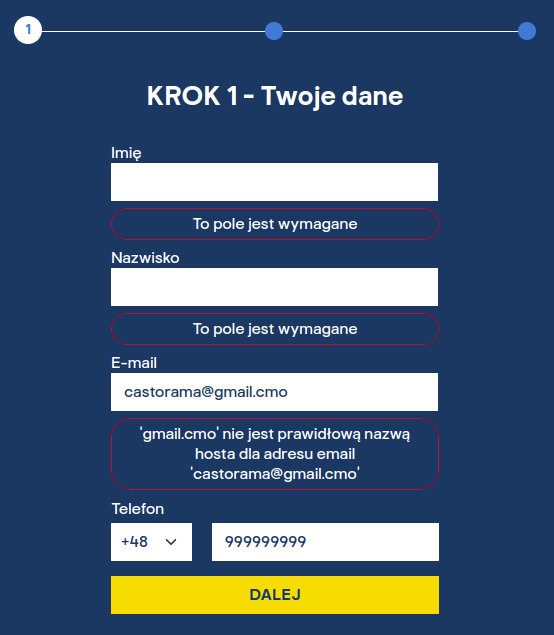 1
KROK 1 - Twoje dane
Imię
To pole jest wymagane
Nazwisko
To pole jest wymagane
E-mail
castorama@gmail.cmo
'gmail.cmo' nie jest prawidłową nazwą
hosta dla adresu email
'castorama@gmail.cmo'
Telefon
+48 999999999
DALEJ